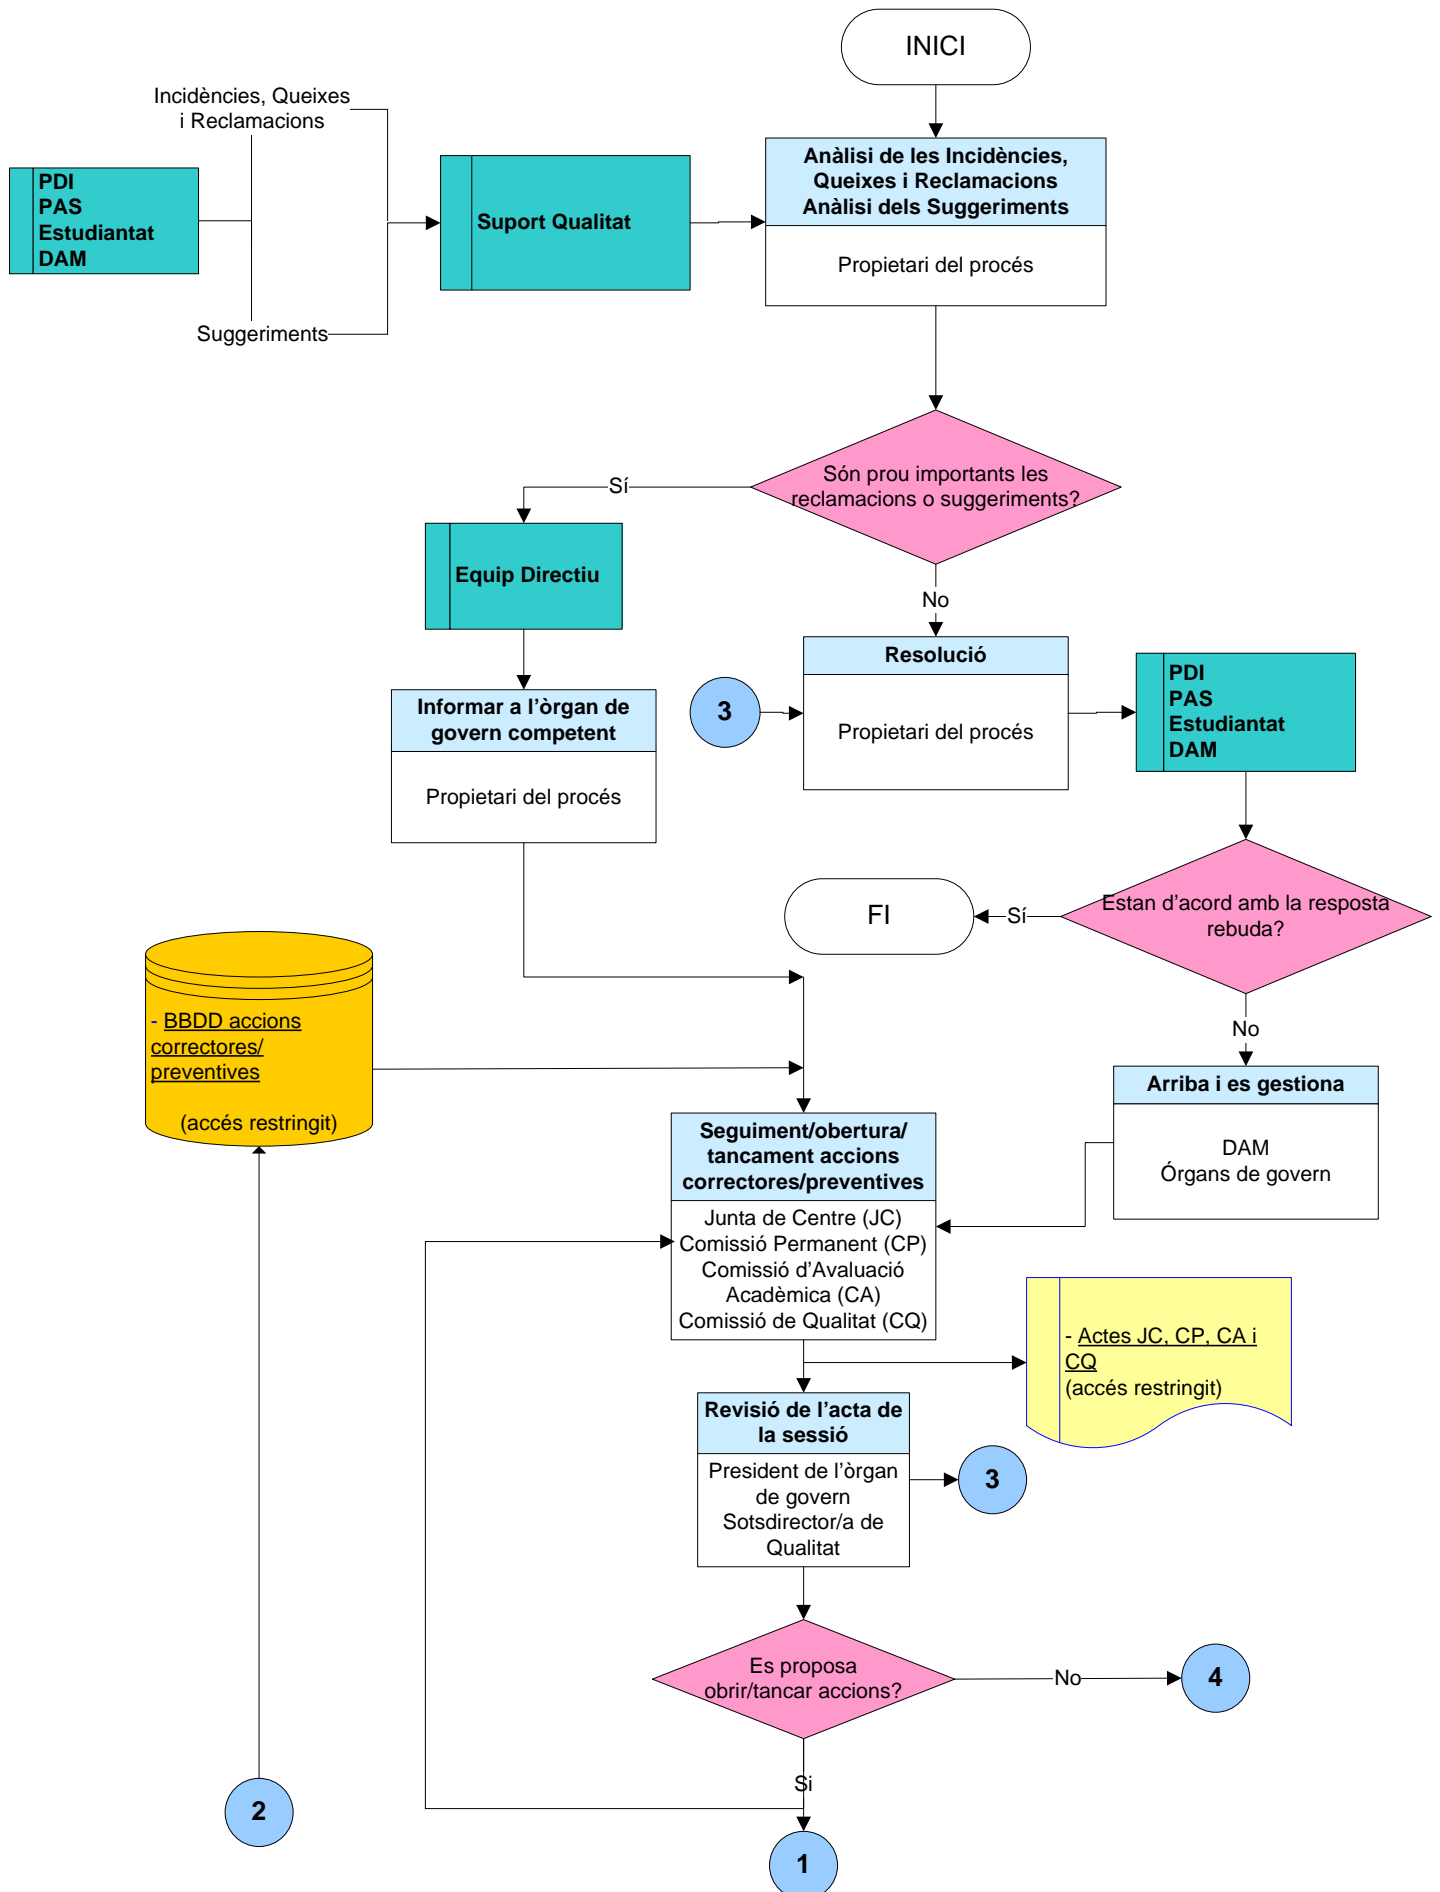 INICI
Incidències, Queixes
i Reclamacions
PDI
PAS
Estudiantat
DAM
Suggeriments
Suport Qualitat
Anàlisi de les Incidències,
Queixes i Reclamacions
Anàlisi dels Suggeriments
Propietari del procés
Són prou importants les
reclamacions o suggeriments?
Sí
No
Equip Directiu
Informar a l’òrgan de
govern competent
Propietari del procés
3
Resolució
Propietari del procés
PDI
PAS
Estudiantat
DAM
Estan d’acord amb la resposta
rebuda?
Sí
FI
No
Arriba i es gestiona
DAM
Órgans de govern
- BBDD accions
correctores/
preventives
(accés restringit)
Seguiment/obertura/
tancament accions
correctores/preventives
Junta de Centre (JC)
Comissió Permanent (CP)
Comissió d’Avaluació
Acadèmica (CA)
Comissió de Qualitat (CQ)
- Actes JC, CP, CA i
CQ
(accés restringit)
Revisió de l’acta de
la sessió
President de l’òrgan
de govern
Sotsdirector/a de
Qualitat
3
Es proposa
obrir/tancar accions?
No
4
Si
2
1